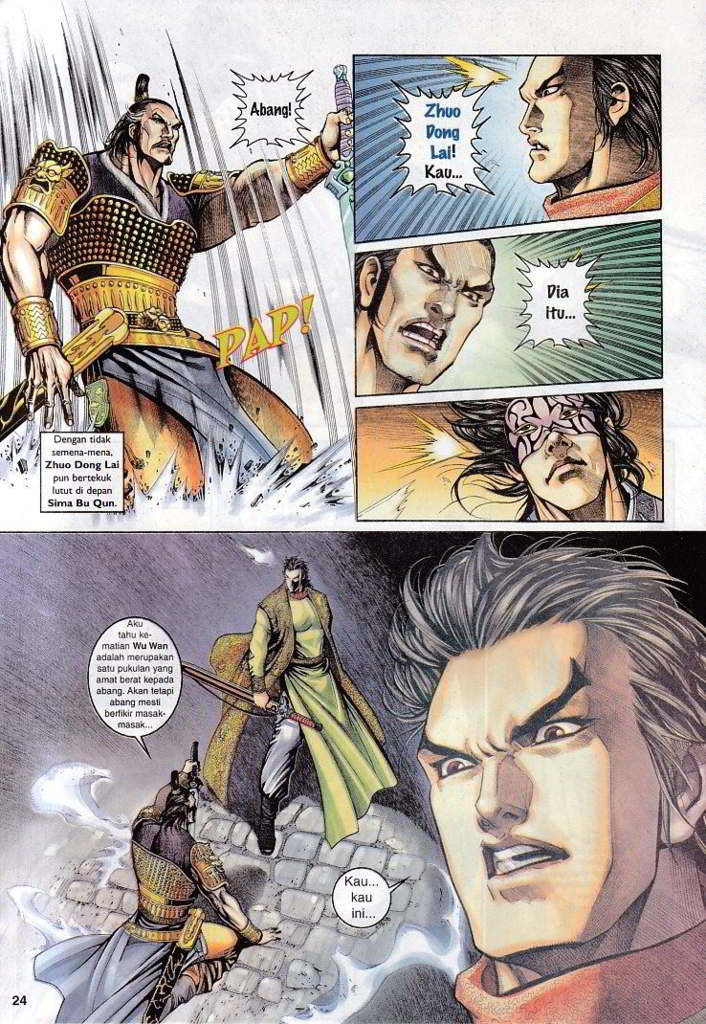 Abang!
PAP!
Dengan tidak
semena-mena,
Zhuo Dong Lai
pun bertekuk
lutut di depan
Sima Bu Qun.
Zhuo
Dong
Lai!
Kau...
Dia
itu...
Aku
tahu ke-
matian Wu Wan
adalah merupakan
satu pukulan yang
amat berat kepada
abang. Akan tetapi
abang mesti
berfikir masak-
masak...
Kau...
kau
ini...
24